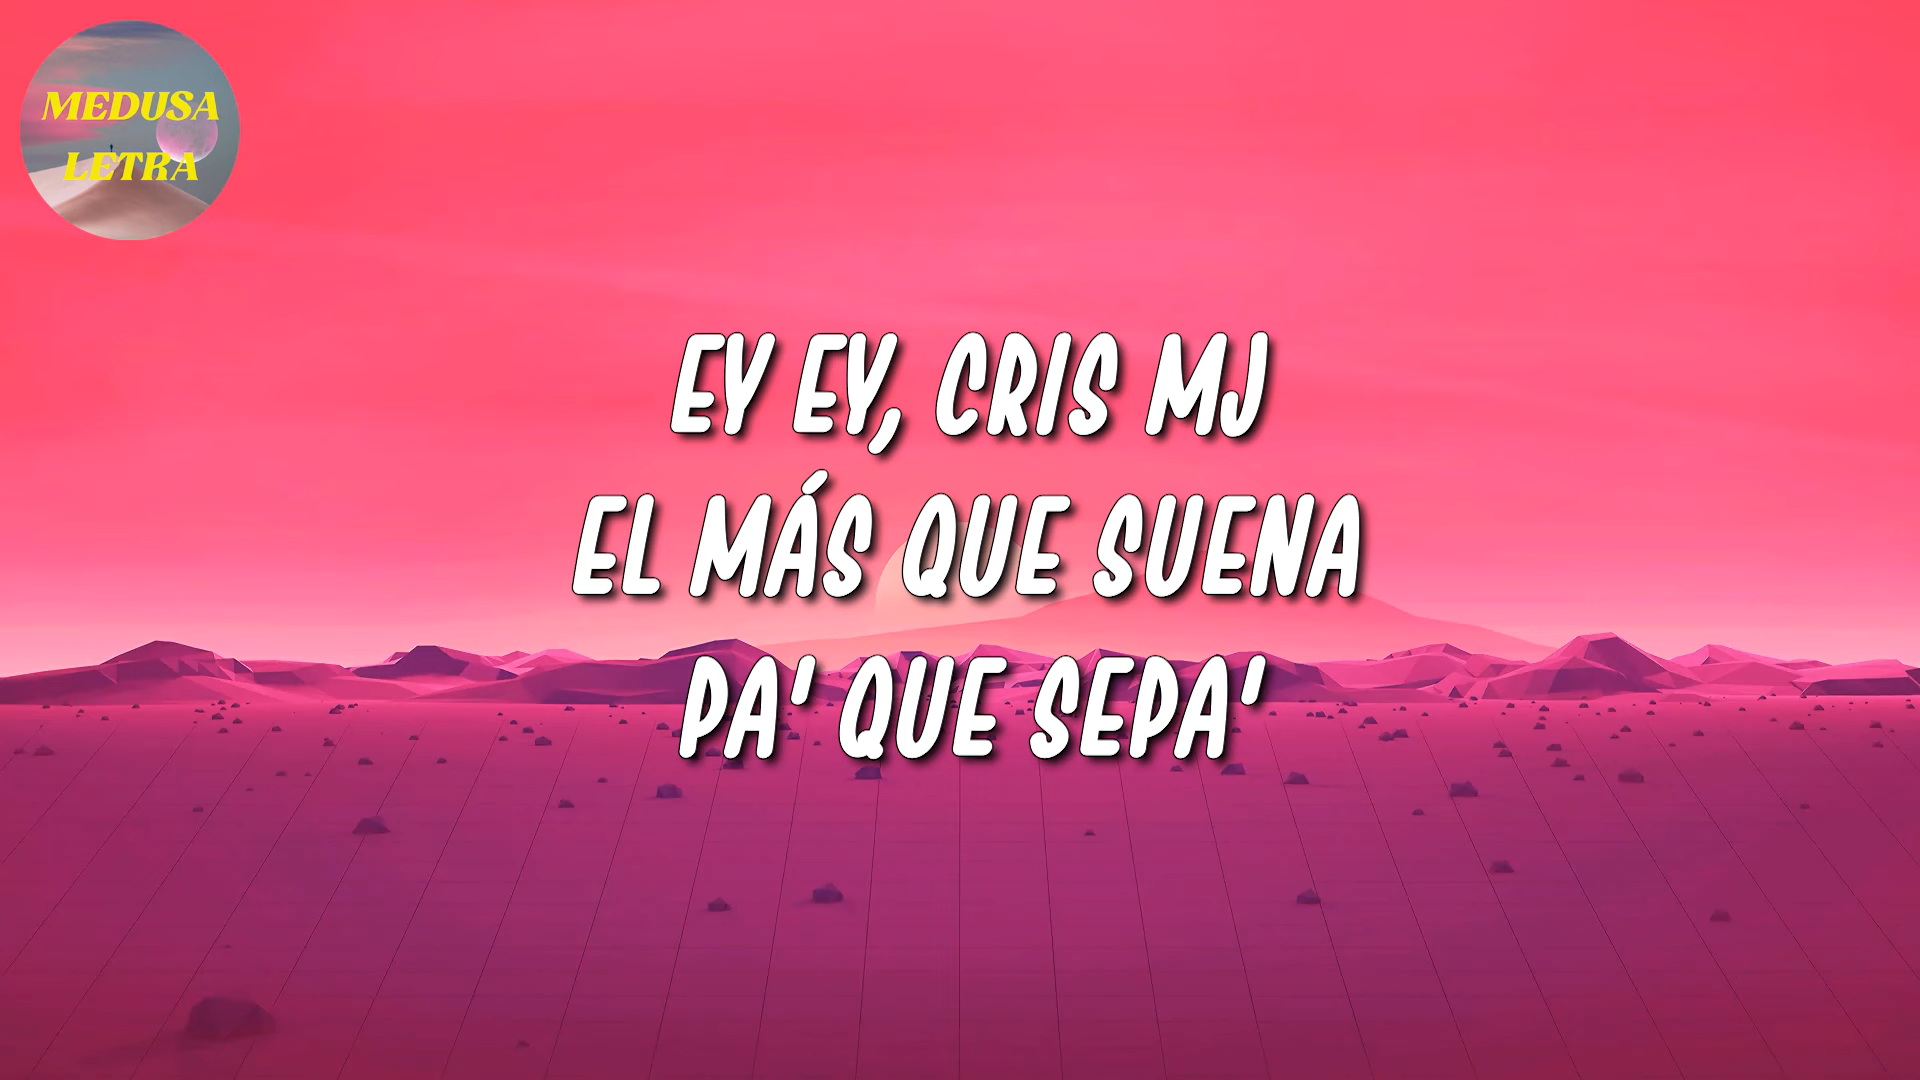 MEDUSA
LETRA
EY EY, CRIS MJ
EL MÁS QUE SUENA
PA' QUE SEPA'